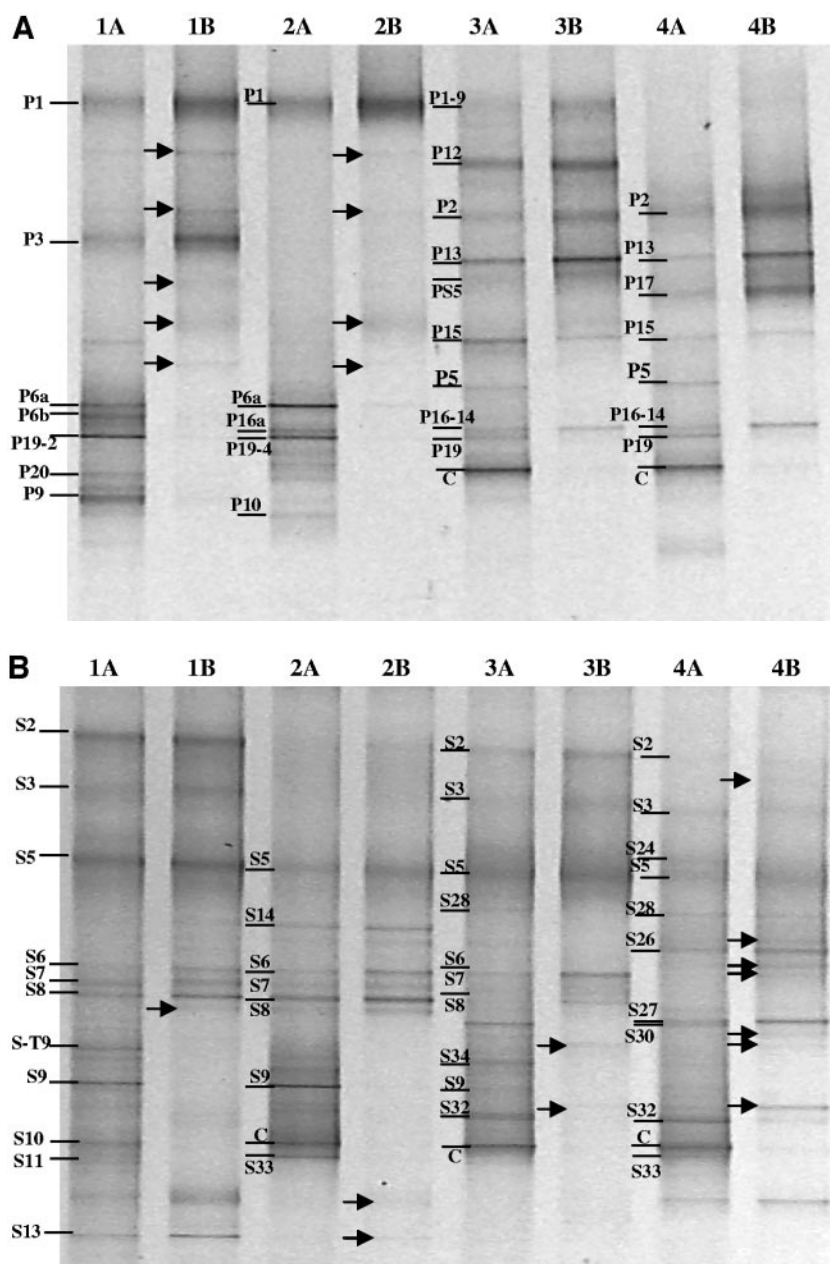 A
1A 1B 2A 2B 3A 3B 4A 4B
P1 P1 P1-9
P12
P2 P2
P3 P13 P13
PS5 P17
P15 P15
P5 P5
P6a P6a
P6b P16a P16-14 P16-14
P19-2 P19-4 P19 P19
P20 C C
P9 P10
B
1A 1B 2A 2B 3A 3B 4A 4B
S2 S2 S2
S3 S3 S3
S24
S5 S5 S5 S5
S28 S28
S14 S26
S6 S6 S6
S7 S7 S7
S8 S8 S8 S27
S30
S-T9 S34
S9 S9 S9
S32 S32
S10 C C C
S11 S33 S33
S13